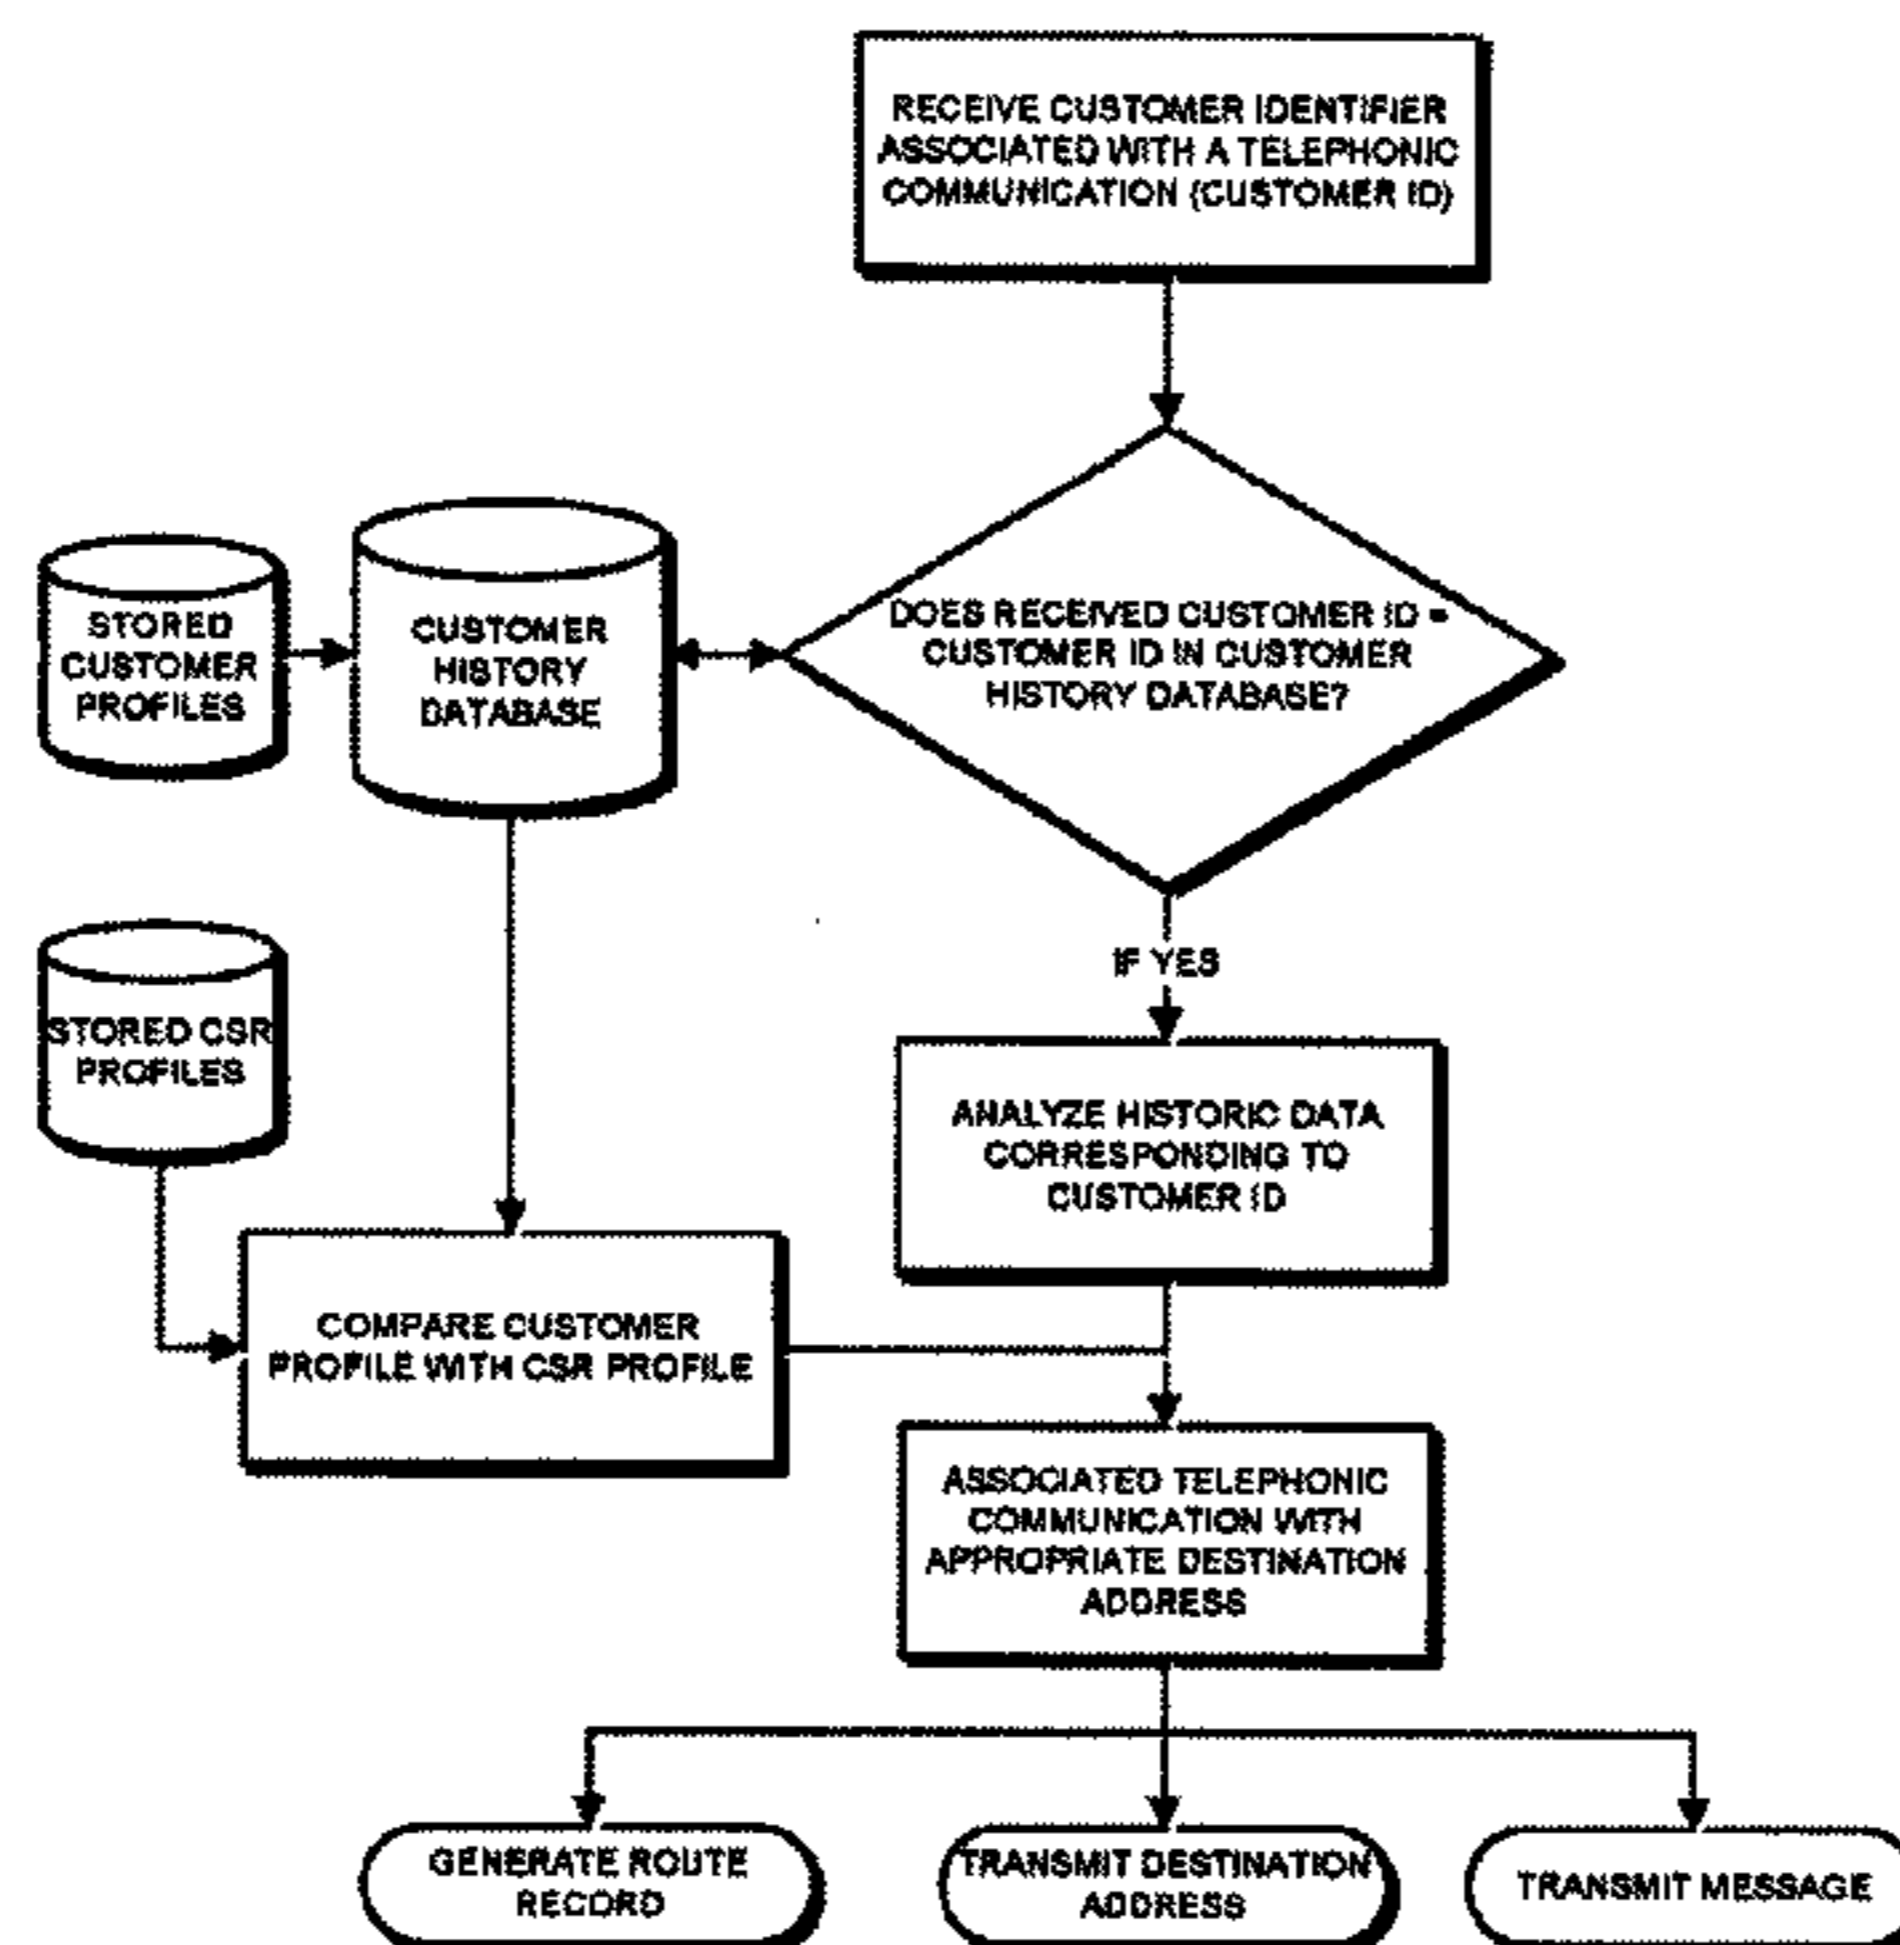 RECEIVE CUSTOMER IDENTIFIER
ASSOCIATED WITH A TELEPHONIC
COMMUNICATION (CUSTOMER ID)
DOES RECEIVED CUSTOMER ID =
CUSTOMER ID IN CUSTOMER
HISTORY DATABASE?
STORED
CUSTOMER
PROFILES
CUSTOMER
HISTORY
DATABASE
IF YES
STORED CSR
PROFILES
ANALYZE HISTORIC DATA
CORRESPONDING TO
CUSTOMER ID
COMPARE CUSTOMER
PROFILE WITH CSR PROFILE
ASSOCIATED TELEPHONIC
COMMUNICATION WITH
APPROPRIATE DESTINATION
ADDRESS
GENERATE ROUTE
RECORD
TRANSMIT DESTINATION
ADDRESS
TRANSMIT MESSAGE